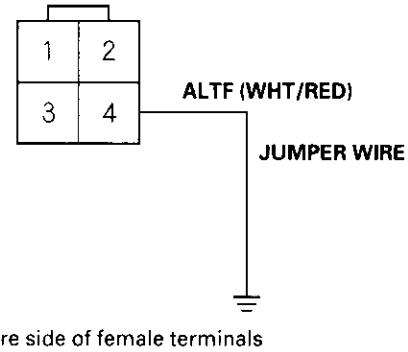 1 2
3 4
ALTF (WHT/RED)
JUMPER WIRE
re side of female terminals